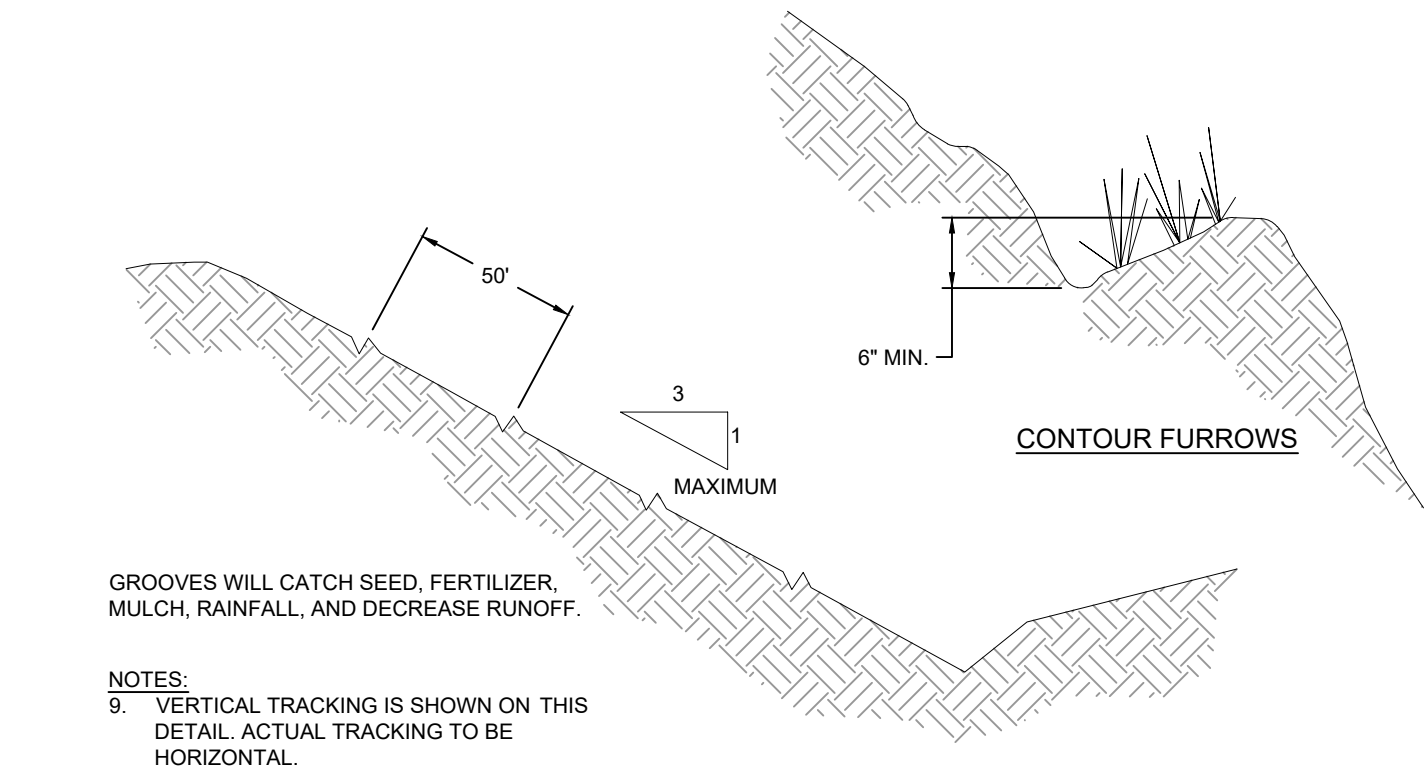 50'
6" MIN.
3
1
MAXIMUM
CONTOUR FURROWS
GROOVES WILL CATCH SEED, FERTILIZER,
MULCH, RAINFALL, AND DECREASE RUNOFF.
NOTES:
9. VERTICAL TRACKING IS SHOWN ON THIS
DETAIL. ACTUAL TRACKING TO BE
HORIZONTAL.